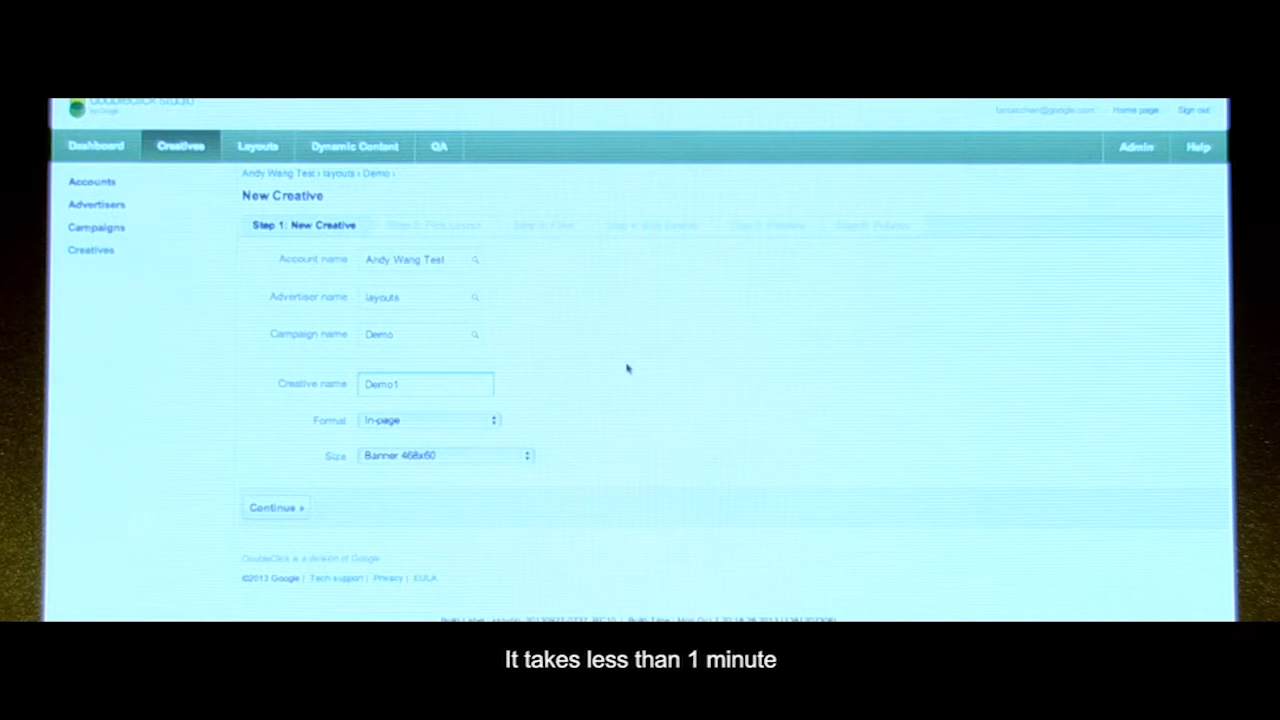 doubleclick studio
by Google
Home page Sign out
Dashboard Creatives Layouts Dynamic Content QA Admin Help
Accounts
Advertisers
Campaigns
Creatives
Andy Wang Test › layouts › Demo ›
New Creative
Step 1: New Creative
Account name Andy Wang Test
Advertiser name layouts
Campaign name Demo
Creative name Demo1
Format In-page
Size Banner 468x60
Continue »
DoubleClick is a division of Google
©2013 Google | Tech support | Privacy | EULA
It takes less than 1 minute